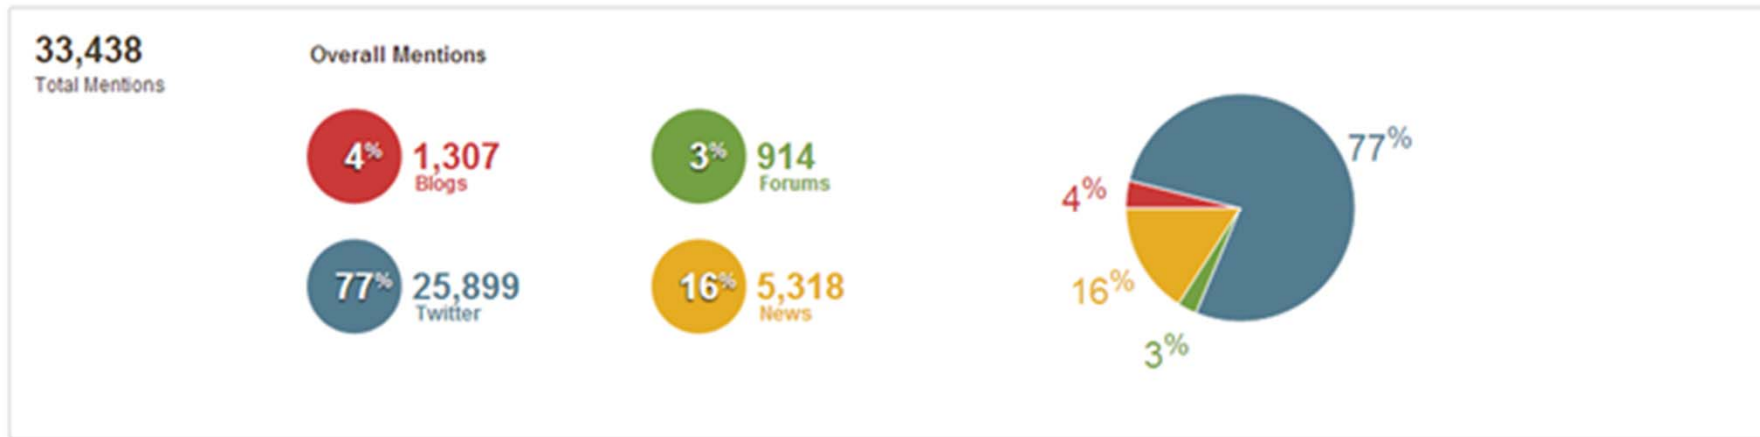 33,438
Total Mentions
Overall Mentions
4% 1,307
Blogs
3% 914
Forums
77% 25,899
Twitter
16% 5,318
News
77%
4%
16%
3%